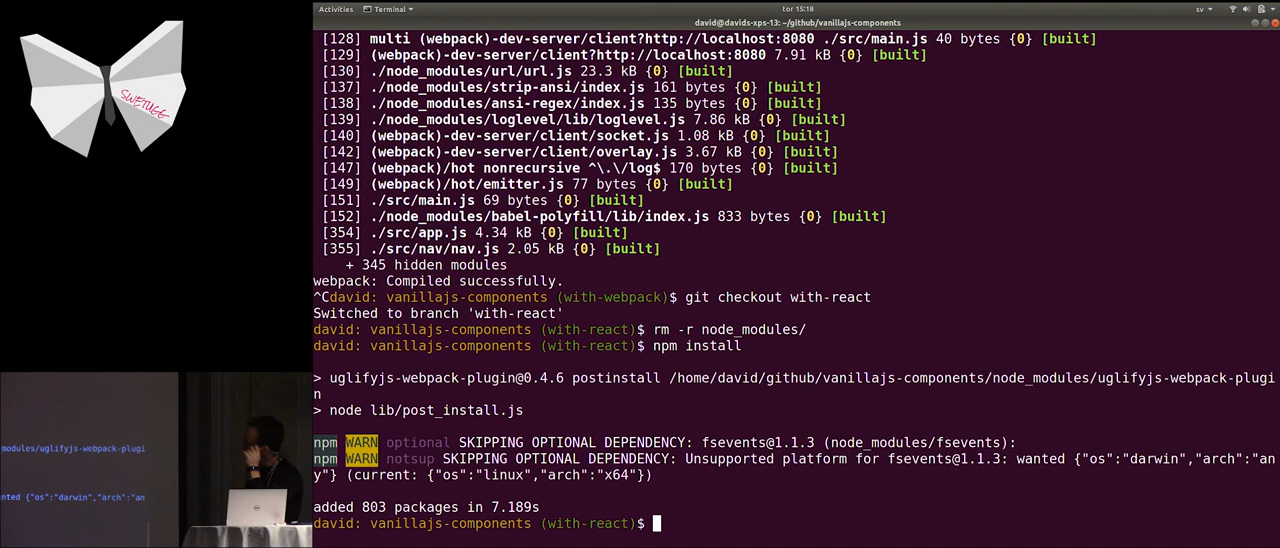 SWETUGG
Activities Terminal tor 15:18 sv
david@davids-xps-13: ~/github/vanillajs-components
[128] multi (webpack)-dev-server/client?http://localhost:8080 ./src/main.js 40 bytes {0} [built]
[129] (webpack)-dev-server/client?http://localhost:8080 7.91 kB {0} [built]
[130] ./node_modules/url/url.js 23.3 kB {0} [built]
[137] ./node_modules/strip-ansi/index.js 161 bytes {0} [built]
[138] ./node_modules/ansi-regex/index.js 135 bytes {0} [built]
[139] ./node_modules/loglevel/lib/loglevel.js 7.86 kB {0} [built]
[140] (webpack)-dev-server/client/socket.js 1.08 kB {0} [built]
[142] (webpack)-dev-server/client/overlay.js 3.67 kB {0} [built]
[147] (webpack)/hot nonrecursive ^\.\/log$ 170 bytes {0} [built]
[149] (webpack)/hot/emitter.js 77 bytes {0} [built]
[151] ./src/main.js 69 bytes {0} [built]
[152] ./node_modules/babel-polyfill/lib/index.js 833 bytes {0} [built]
[354] ./src/app.js 4.34 kB {0} [built]
[355] ./src/nav/nav.js 2.05 kB {0} [built]
+ 345 hidden modules
webpack: Compiled successfully.
^Cdavid: vanillajs-components (with-webpack)$ git checkout with-react
Switched to branch 'with-react'
david: vanillajs-components (with-react)$ rm -r node_modules/
david: vanillajs-components (with-react)$ npm install
> uglifyjs-webpack-plugin@0.4.6 postinstall /home/david/github/vanillajs-components/node_modules/uglifyjs-webpack-plugi
n
> node lib/post_install.js
npm WARN optional SKIPPING OPTIONAL DEPENDENCY: fsevents@1.1.3 (node_modules/fsevents):
npm WARN notsup SKIPPING OPTIONAL DEPENDENCY: Unsupported platform for fsevents@1.1.3: wanted {"os":"darwin","arch":"an
y"} (current: {"os":"linux","arch":"x64"})
added 803 packages in 7.189s
david: vanillajs-components (with-react)$
modules/uglifyjs-webpack-plugi
anted {"os":"darwin","arch":"an